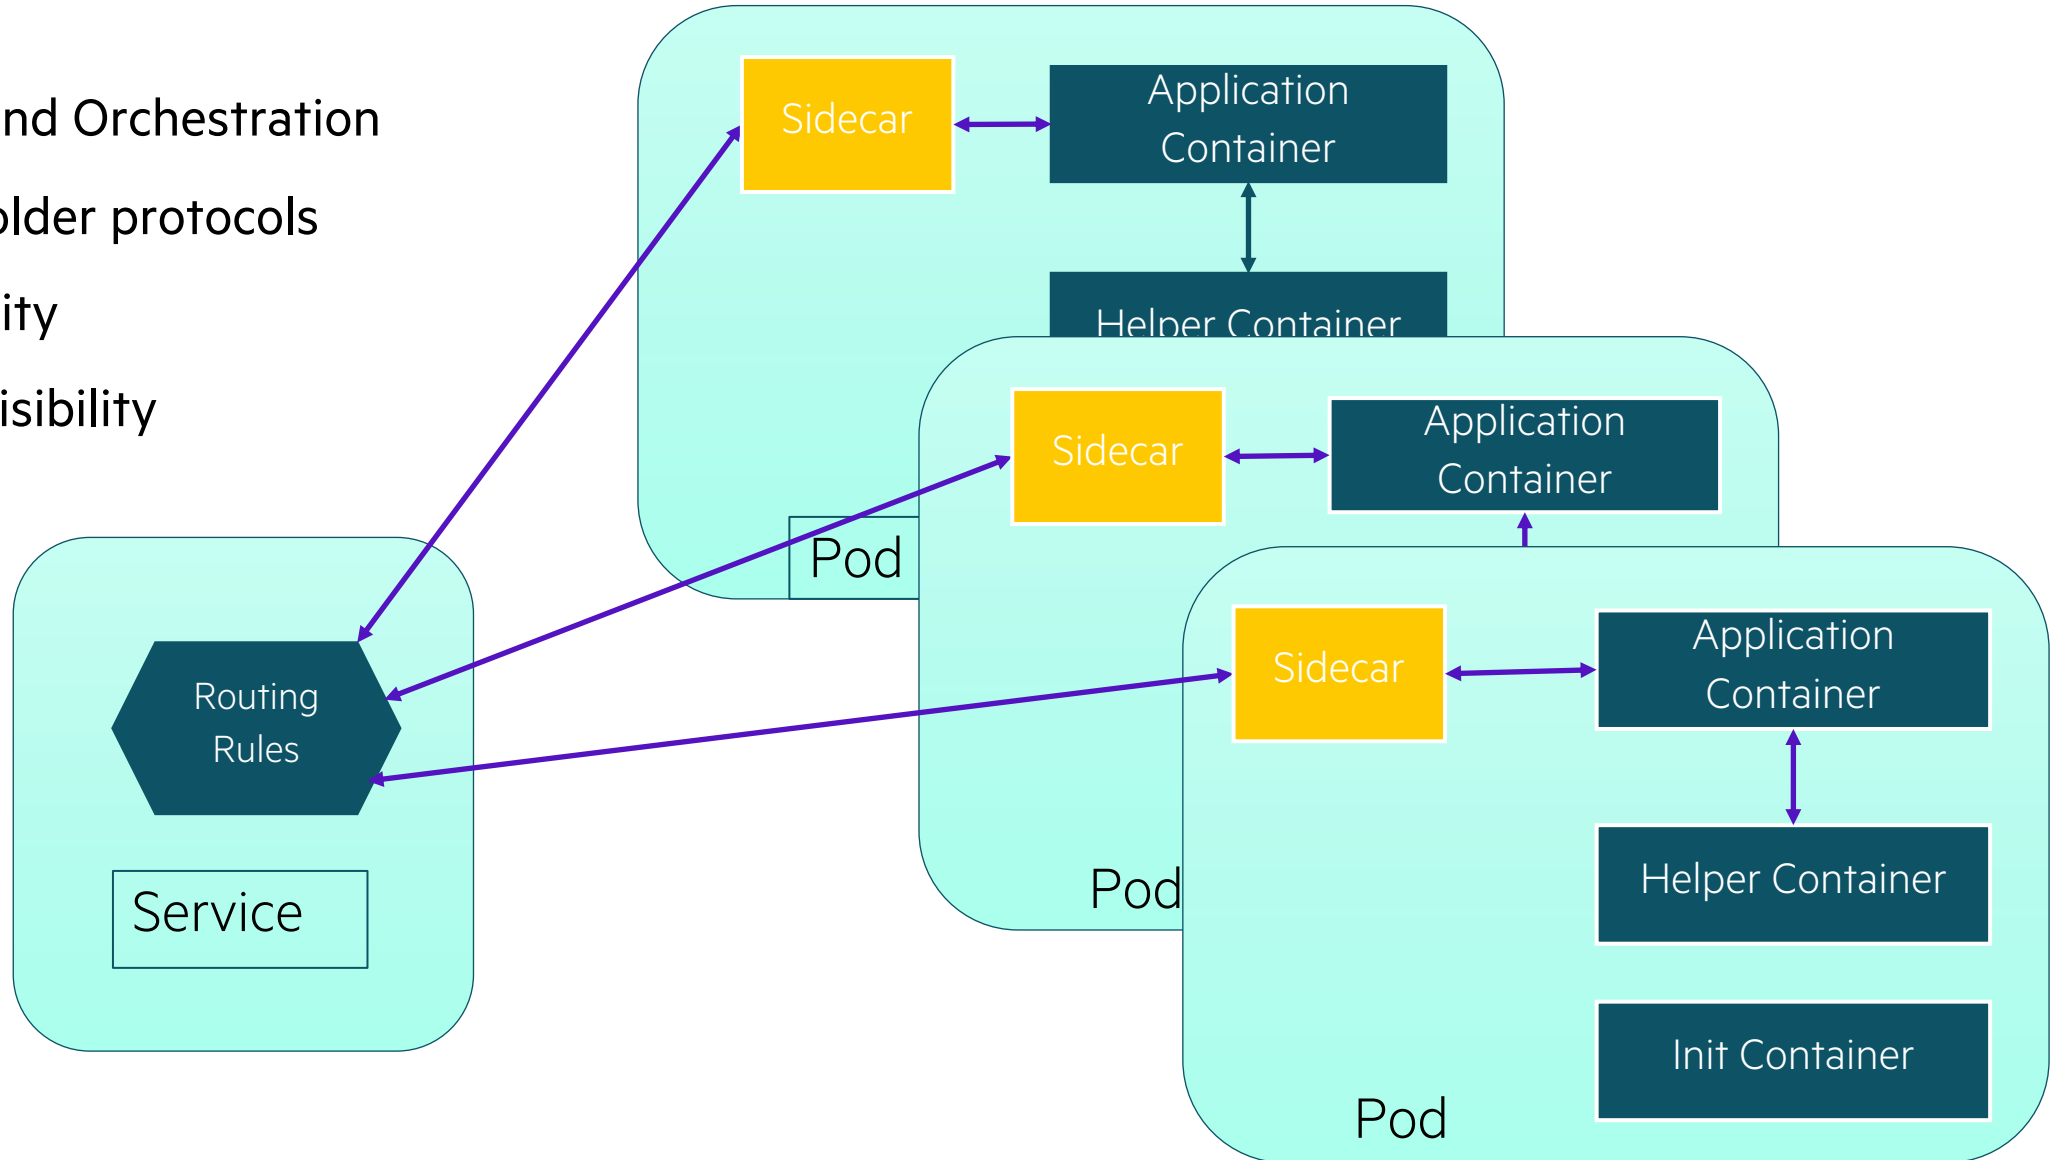 nd Orchestration
older protocols
ity
isibility
Sidecar
Application
Container
Helper Container
Pod
Sidecar
Application
Container
Pod
Sidecar
Application
Container
Helper Container
Init Container
Pod
Routing
Rules
Service